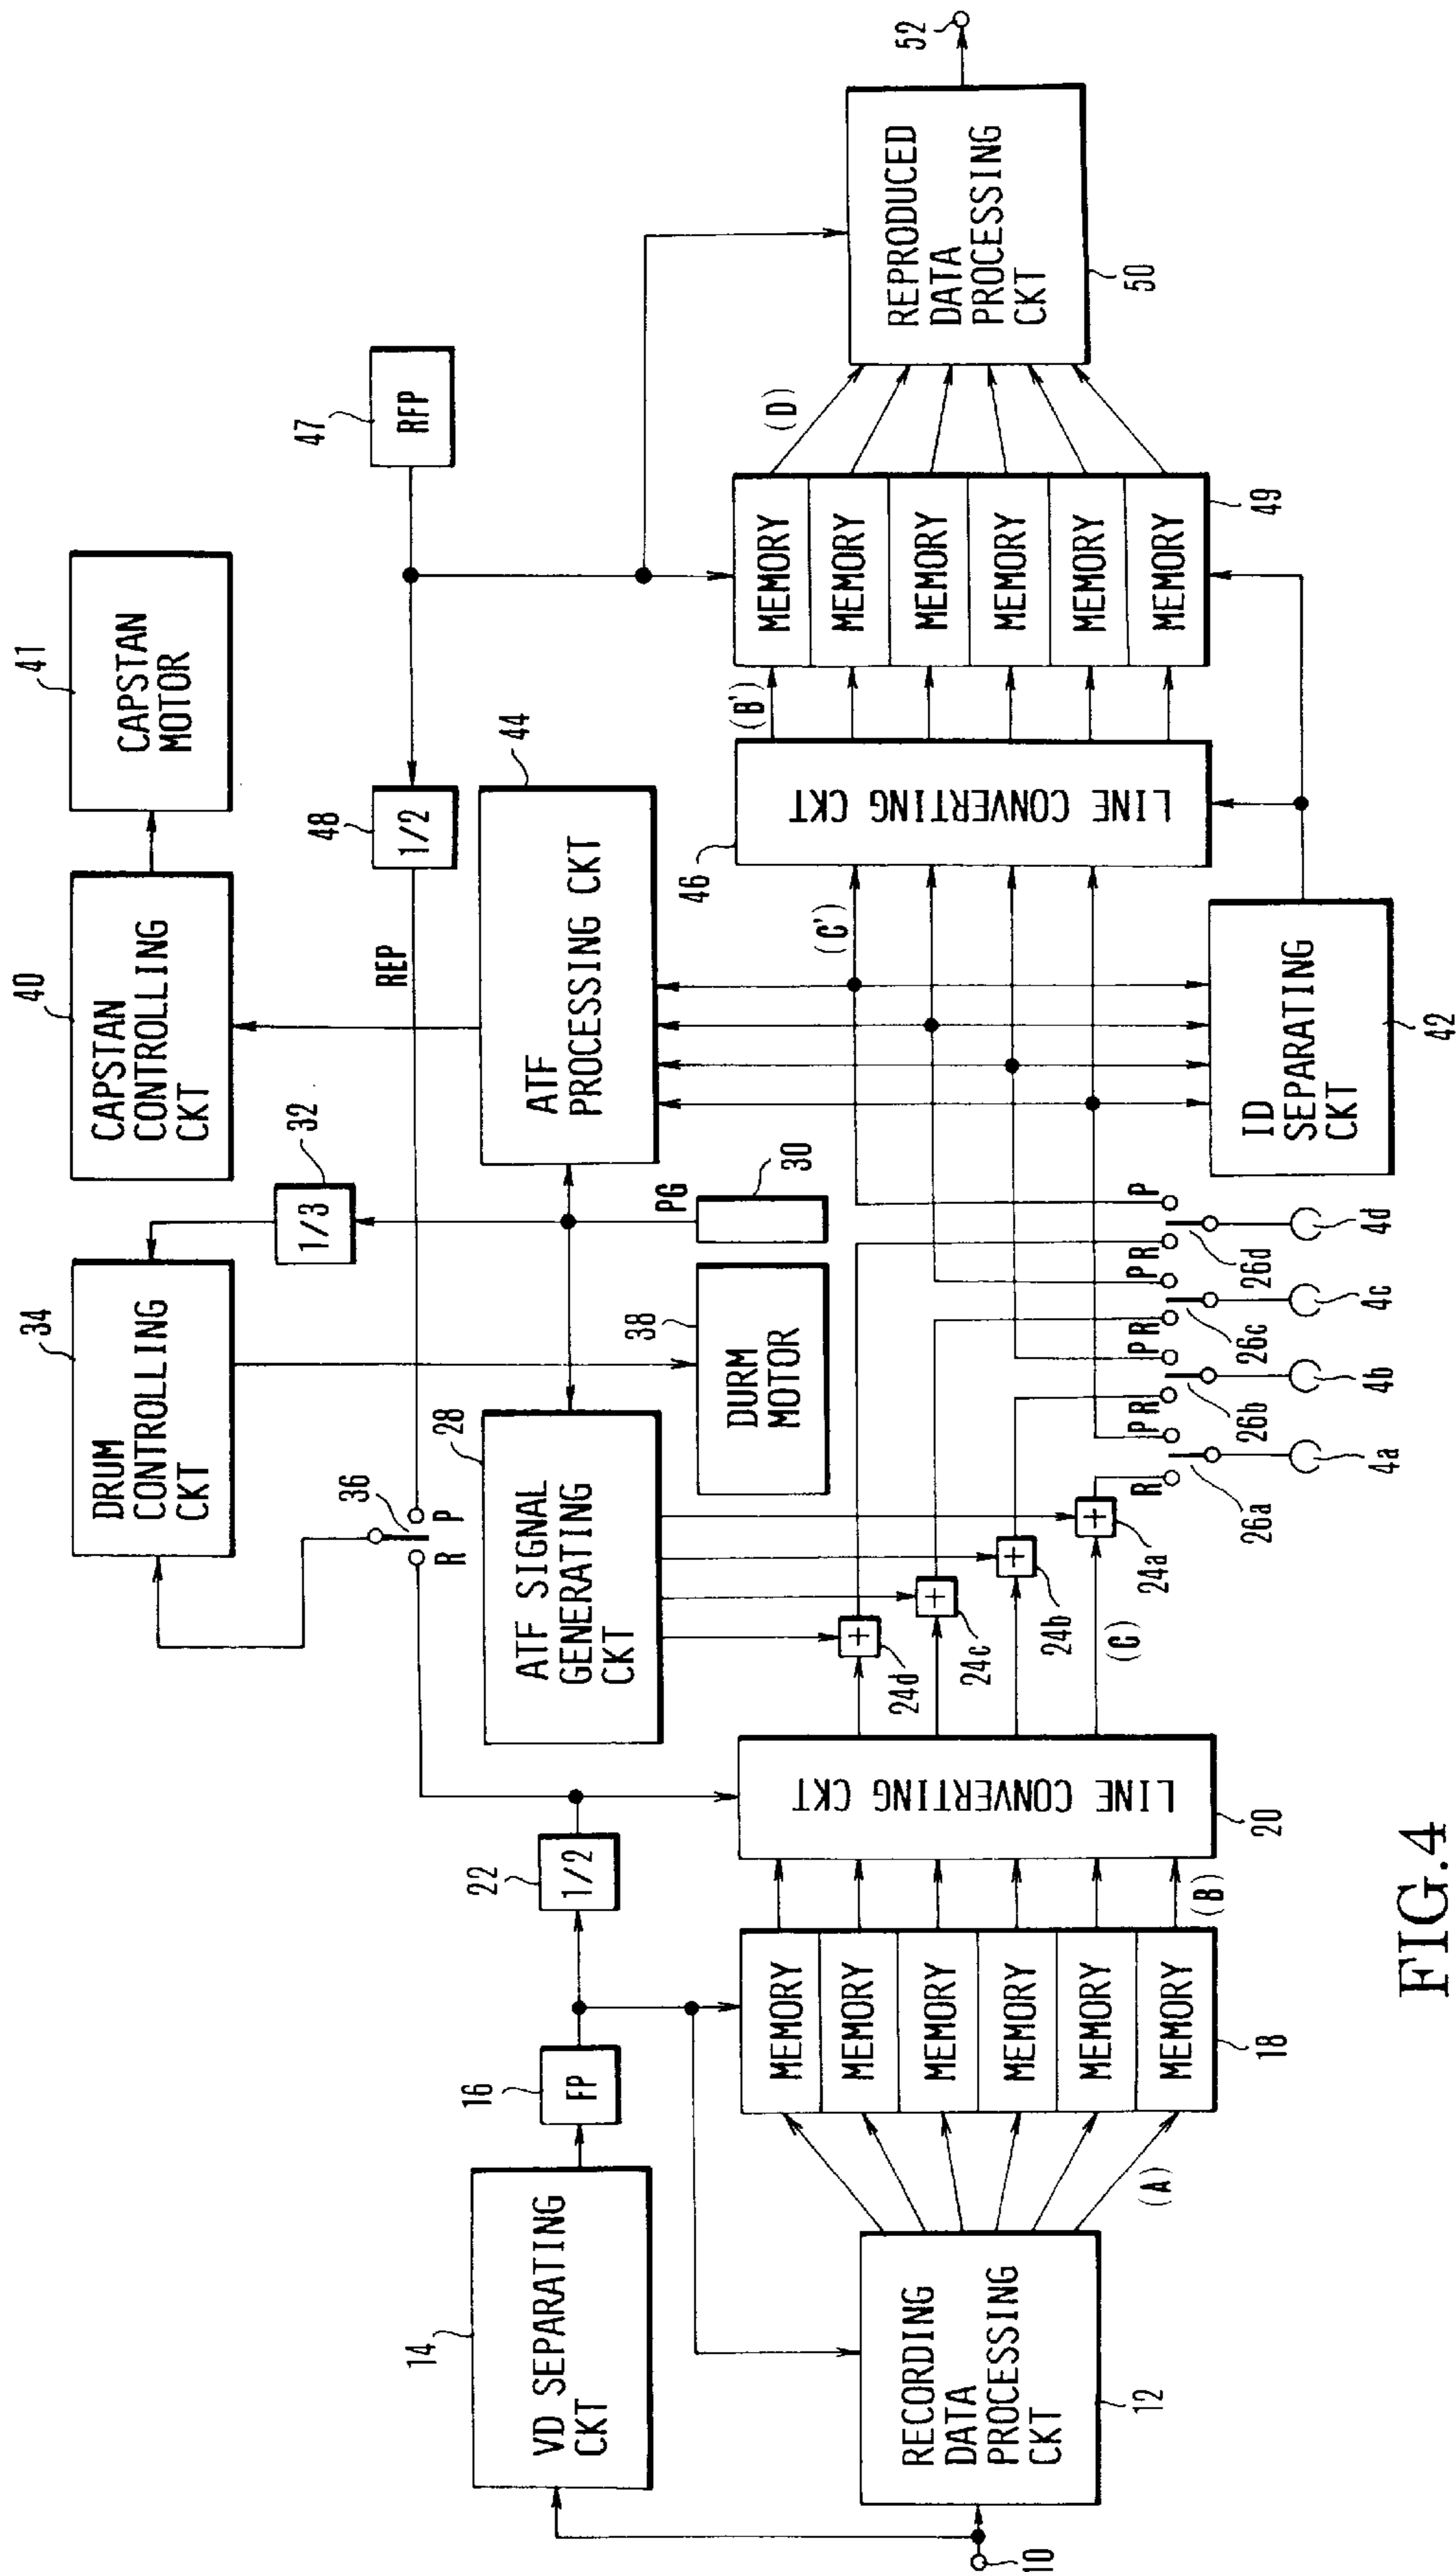 41
CAPSTAN
MOTOR
40
CAPSTAN
CONTROLLING
CKT
34
DRUM
CONTROLLING
CKT
47
RFP
48
1/2
REP
32
1/3
36
R
P
52
44
ATF
PROCESSING CKT
PG
30
38
DURM
MOTOR
28
ATF SIGNAL
GENERATING
CKT
22
1/2
16
FP
14
VD SEPARATING
CKT
10
12
RECORDING
DATA
PROCESSING
CKT
(A)
MEMORY
MEMORY
MEMORY
MEMORY
MEMORY
MEMORY
18
(B)
LINE CONVERTING CKT
20
24d
24c
24b
24a
+
+
+
+
(C)
R
P
R
P
R
P
R
P
26a
26b
26c
26d
4a
4b
4c
4d
ID
SEPARATING
CKT
42
(C')
46
LINE CONVERTING CKT
(B')
MEMORY
MEMORY
MEMORY
MEMORY
MEMORY
MEMORY
49
(D)
REPRODUCED
DATA
PROCESSING
CKT
50
FIG.4